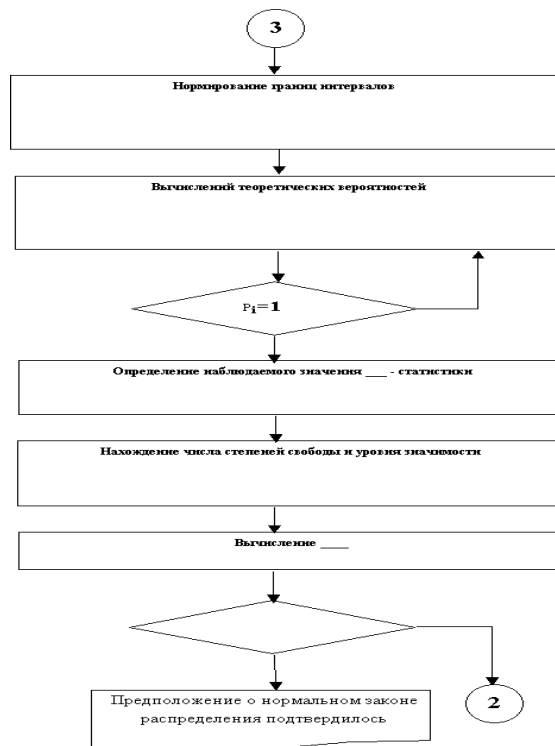 3
Нормирование границ интервалов
Вычислений теоретических вероятностей
Pi=1
Определение наблюдаемого значения ___ - статистики
Нахождение числа степеней свободы и уровия значимости
Вычисление ____
Предположение о нормальном законе
распределения подтвердилось
2